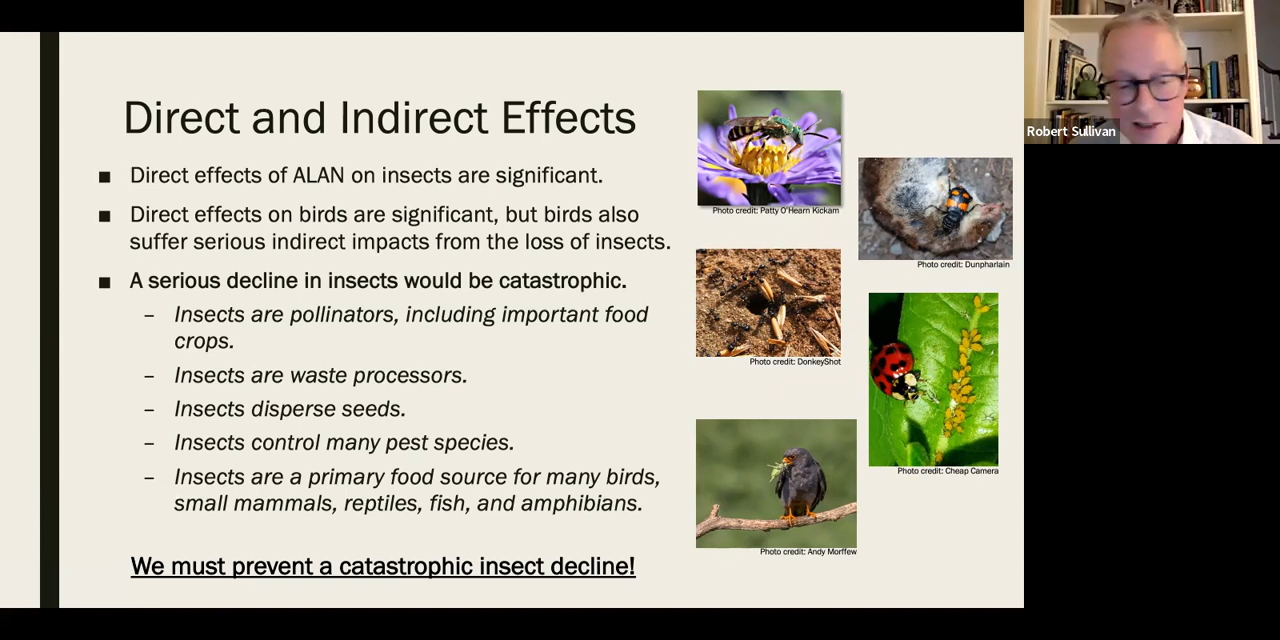 Direct and Indirect Effects
■ Direct effects of ALAN on insects are significant.
■ Direct effects on birds are significant, but birds also
suffer serious indirect impacts from the loss of insects.
■ A serious decline in insects would be catastrophic.
– Insects are pollinators, including important food
crops.
– Insects are waste processors.
– Insects disperse seeds.
– Insects control many pest species.
– Insects are a primary food source for many birds,
small mammals, reptiles, fish, and amphibians.
We must prevent a catastrophic insect decline!
Photo credit: Patty O'Hearn Kickam
Photo credit: Dunpharlain
Photo credit: DonkeyShot
Photo credit: Cheap Camera
Photo credit: Andy Morffew
Robert Sullivan